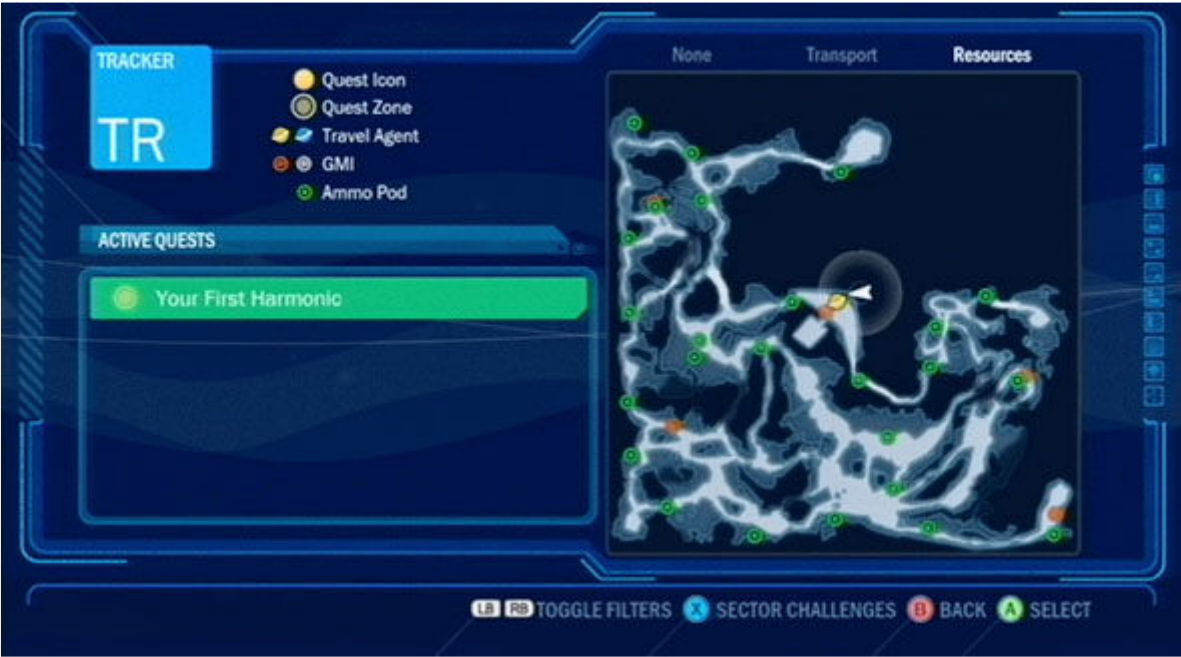 TRACKER
TR
Quest Icon
Quest Zone
Travel Agent
GMI
Ammo Pod
ACTIVE QUESTS
Your First Harmonic
None Transport Resources
LB RB TOGGLE FILTERS X SECTOR CHALLENGES B BACK A SELECT